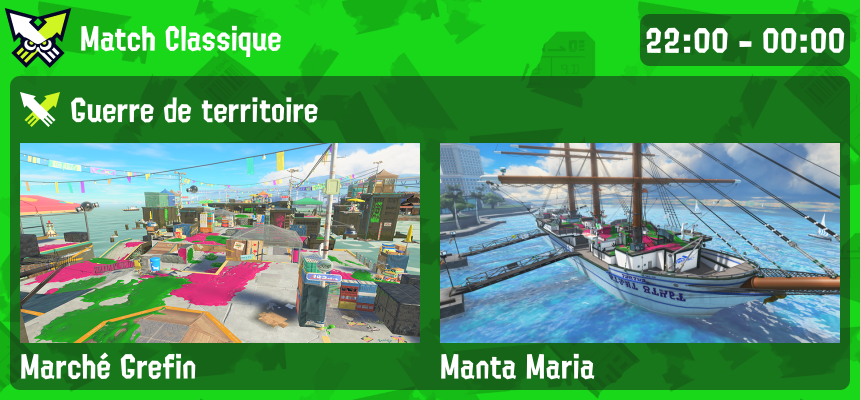 Match Classique
22:00 - 00:00
Guerre de territoire
Marché Grefin
Manta Maria